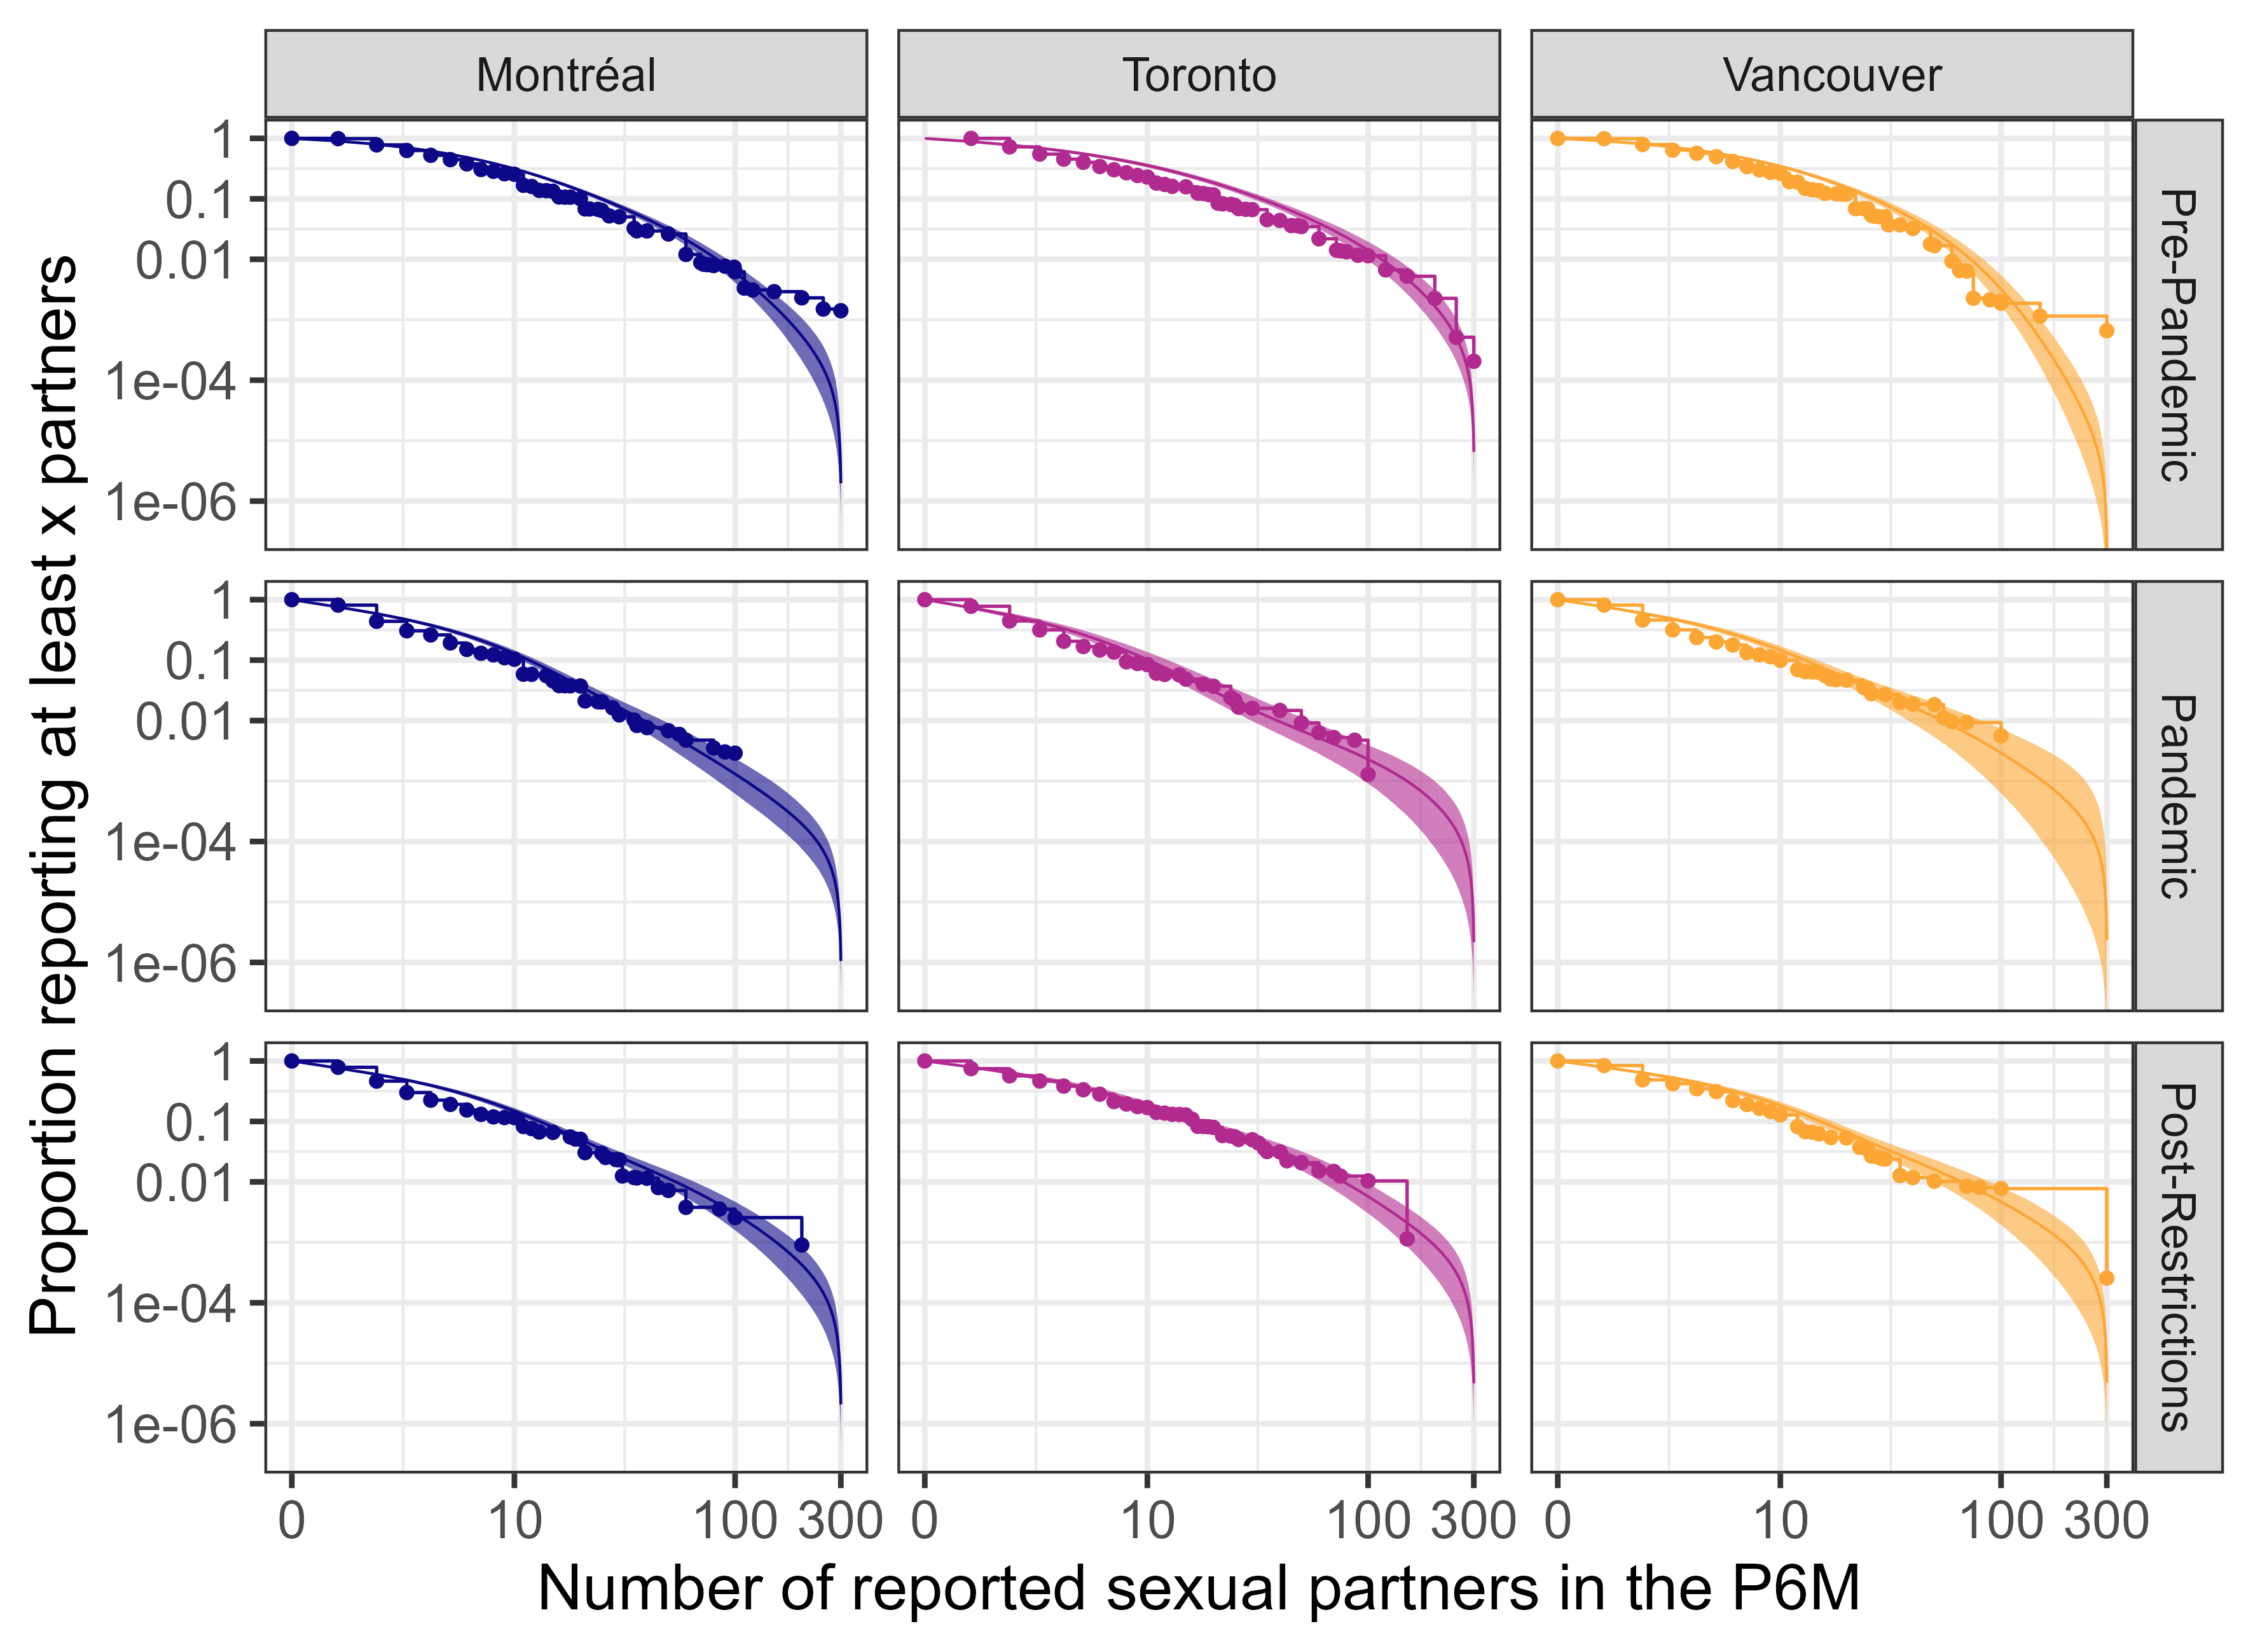 Montréal
Toronto
Vancouver
Proportion reporting at least x partners
1
0.1
0.01
1e-04
1e-06
Pre-Pandemic
1
0.1
0.01
1e-04
1e-06
Pandemic
1
0.1
0.01
1e-04
1e-06
Post-Restrictions
0 10 100 300
0 10 100 300
0 10 100 300
Number of reported sexual partners in the P6M